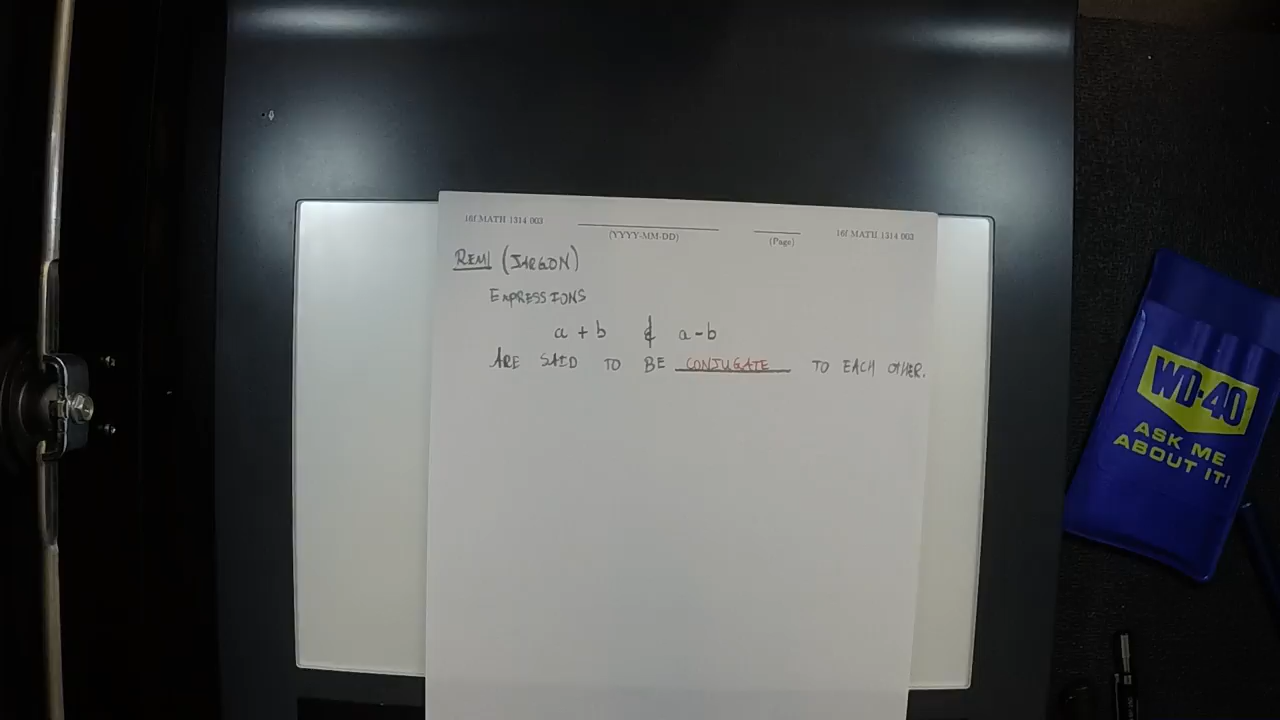 16f MATH 1314 003
(YYYY-MM-DD)
(Page)
16f MATH 1314 003
REM| (JARGON)
EXPRESSIONS
a + b & a - b
ARE SAID TO BE CONJUGATE TO EACH OTHER.
WD-40
ASK ME
ABOUT IT!